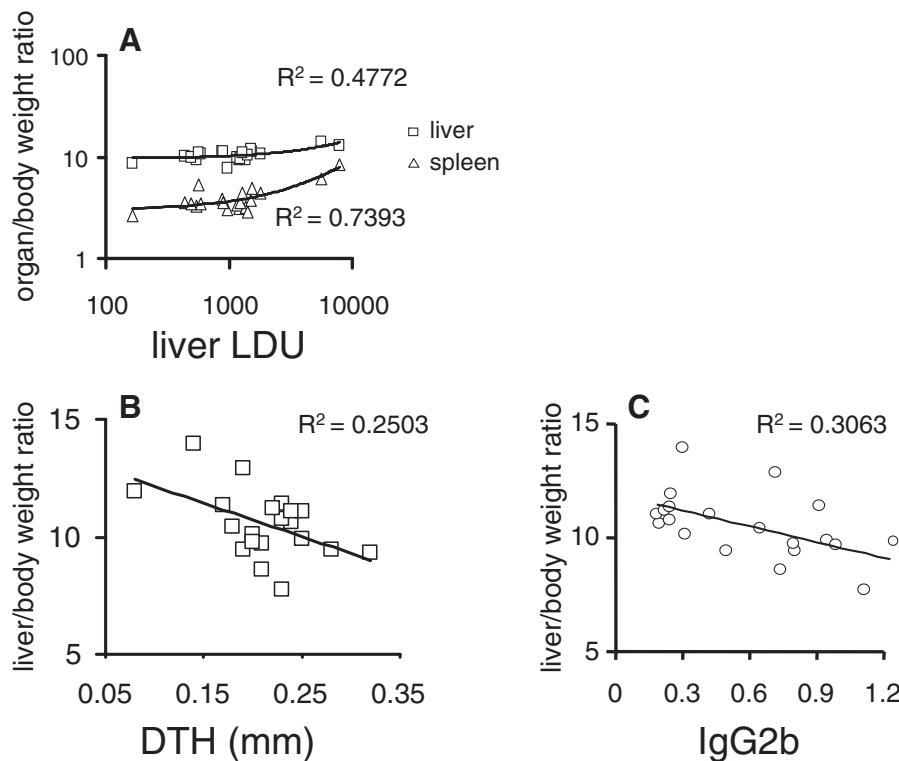 A
organ/body weight ratio
100
10
1
R² = 0.4772
R² = 0.7393
liver
spleen
100 1000 10000
liver LDU
B
liver/body weight ratio
15
10
5
R² = 0.2503
0.05 0.15 0.25 0.35
DTH (mm)
C
liver/body weight ratio
15
10
5
R² = 0.3063
0 0.3 0.6 0.9 1.2
IgG2b